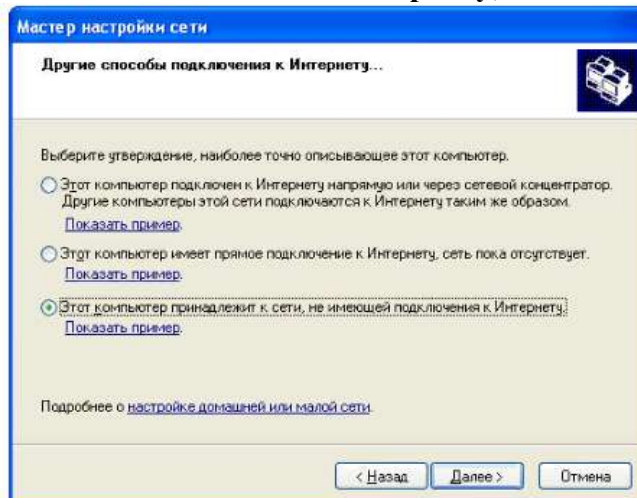 Мастер настройки сети
Другие способы подключения к Интернету...
Выберите утверждение, наиболее точно описывающее этот компьютер.
Этот компьютер подключен к Интернету напрямую или через сетевой концентратор.
Другие компьютеры этой сети подключаются к Интернету таким же образом.
Показать пример.
Этот компьютер имеет прямое подключение к Интернету, сеть пока отсутствует.
Показать пример.
Этот компьютер принадлежит к сети, не имеющей подключения к Интернету.
Показать пример.
Подробнее о настройке домашней или малой сети.
< Назад Далее > Отмена